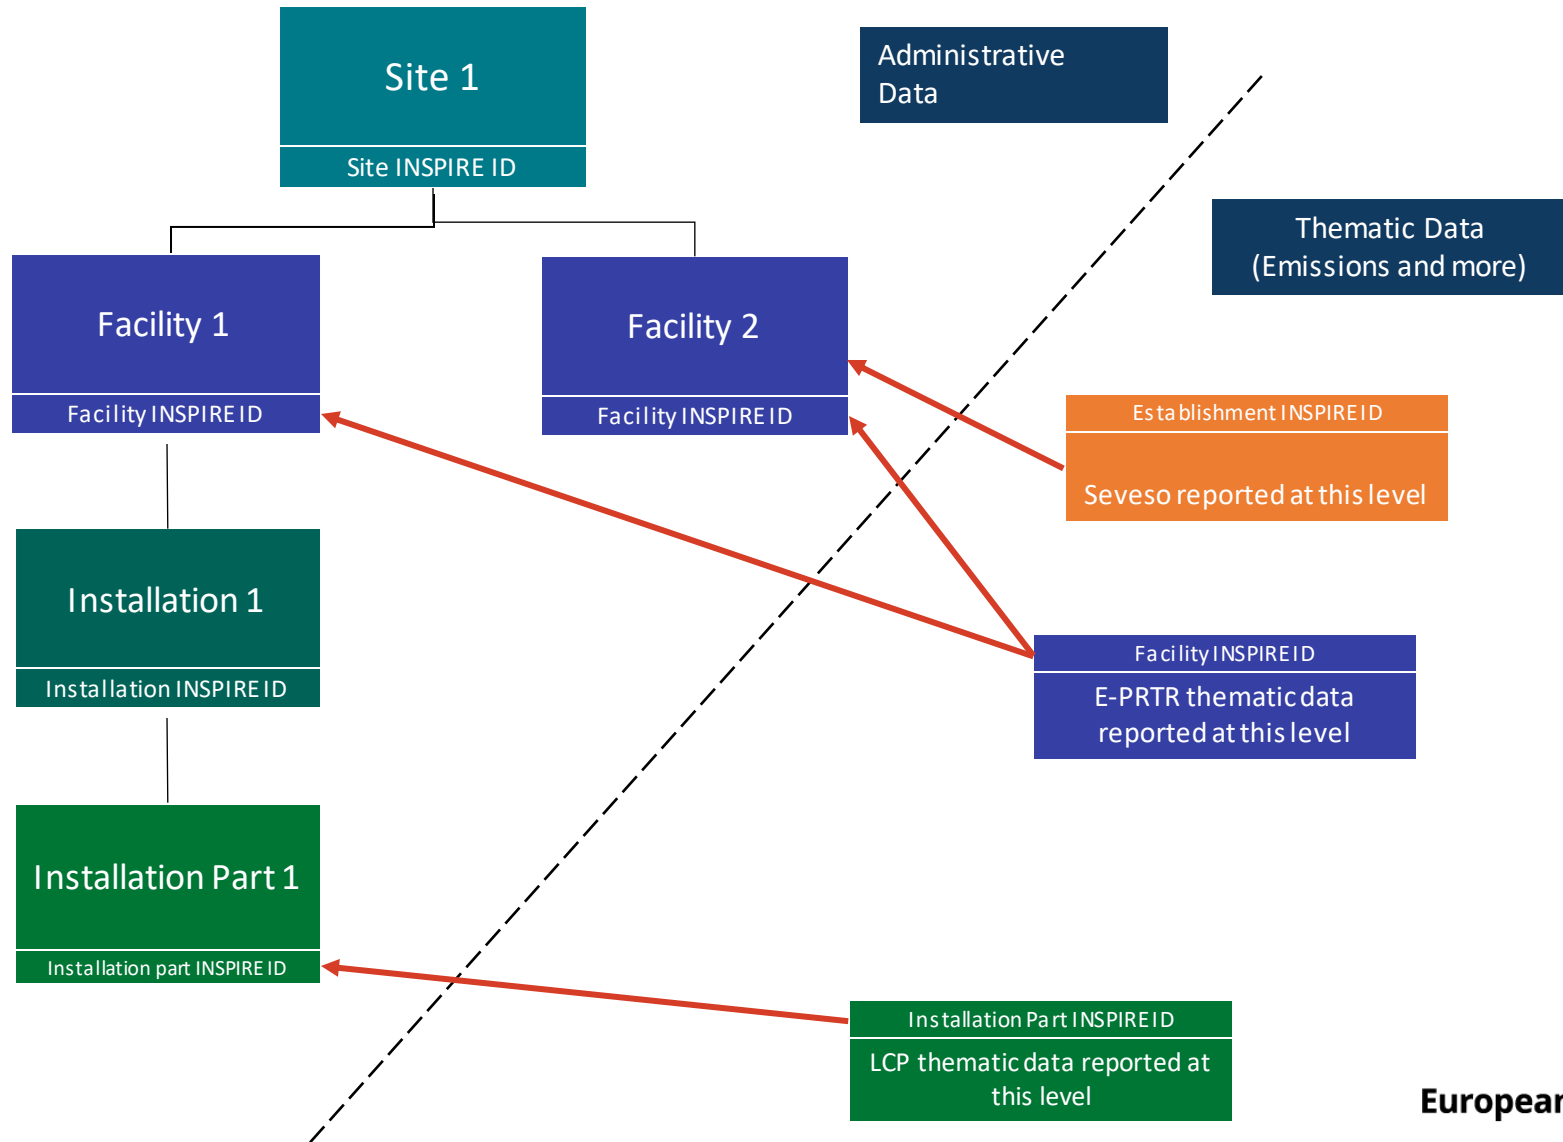 Site 1
Site INSPIRE ID
Administrative
Data
Thematic Data
(Emissions and more)
Facility 1
Facility INSPIRE ID
Facility 2
Facility INSPIRE ID
Establishment INSPIRE ID
Seveso reported at this level
Installation 1
Installation INSPIRE ID
Facility INSPIRE ID
E-PRTR thematic data
reported at this level
Installation Part 1
Installation part INSPIRE ID
Installation Part INSPIRE ID
LCP thematic data reported at
this level
European